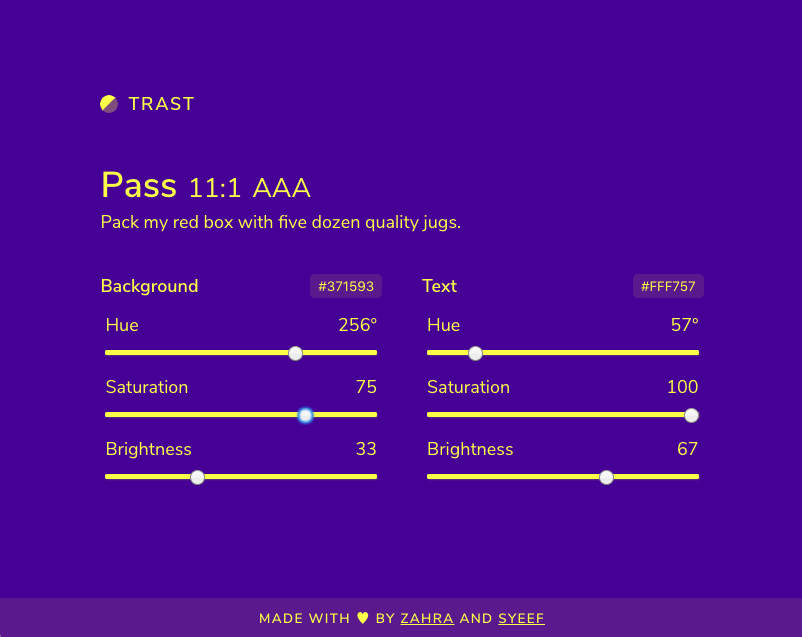 TRAST
Pass 11:1 AAA
Pack my red box with five dozen quality jugs.
Background #371593
Hue 256°
Saturation 75
Brightness 33
Text #FFF757
Hue 57°
Saturation 100
Brightness 67
MADE WITH ♥ BY ZAHRA AND SYEEF